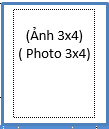 (Ảnh 3x4)
( Photo 3x4)